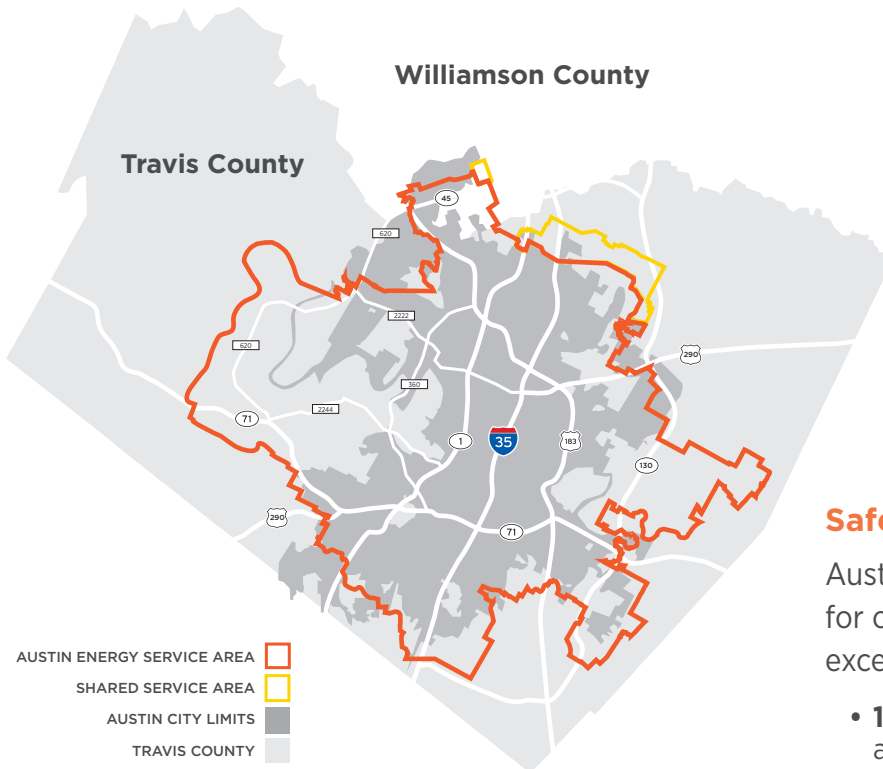 Williamson County
Travis County
45
620
2222
620
290
360
71
2244
1
35
183
130
290
71
Safe
Aust
for c
exce
• 1
a
AUSTIN ENERGY SERVICE AREA
SHARED SERVICE AREA
AUSTIN CITY LIMITS
TRAVIS COUNTY